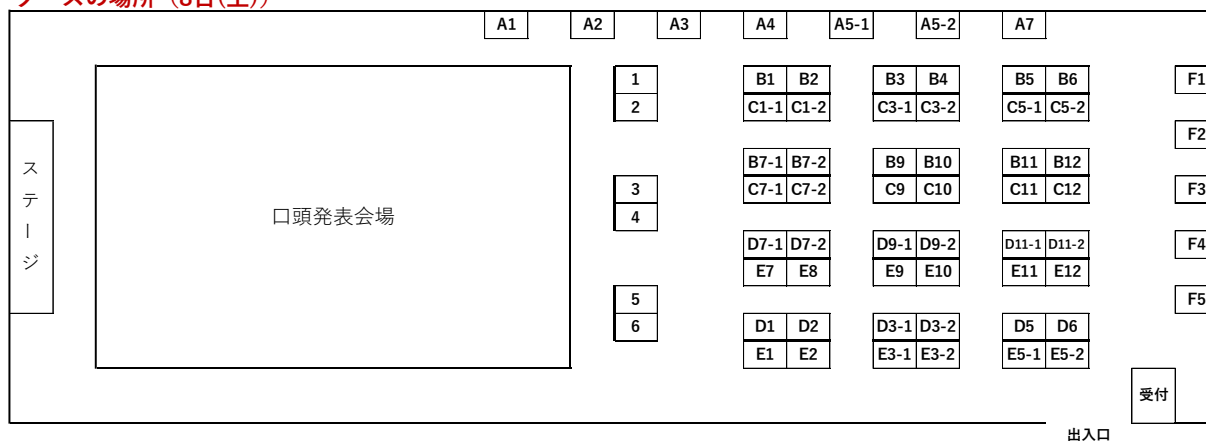 ブースの場所（8日(土)）
A1 A2 A3 A4 A5-1 A5-2 A7
1 B1 B2 B3 B4 B5 B6 F1
2 C1-1 C1-2 C3-1 C3-2 C5-1 C5-2
F2
B7-1 B7-2 B9 B10 B11 B12
3 C7-1 C7-2 C9 C10 C11 C12 F3
ステージ
口頭発表会場
4
D7-1 D7-2 D9-1 D9-2 D11-1 D11-2 F4
E7 E8 E9 E10 E11 E12
5 F5
6 D1 D2 D3-1 D3-2 D5 D6
E1 E2 E3-1 E3-2 E5-1 E5-2
受付
出入口